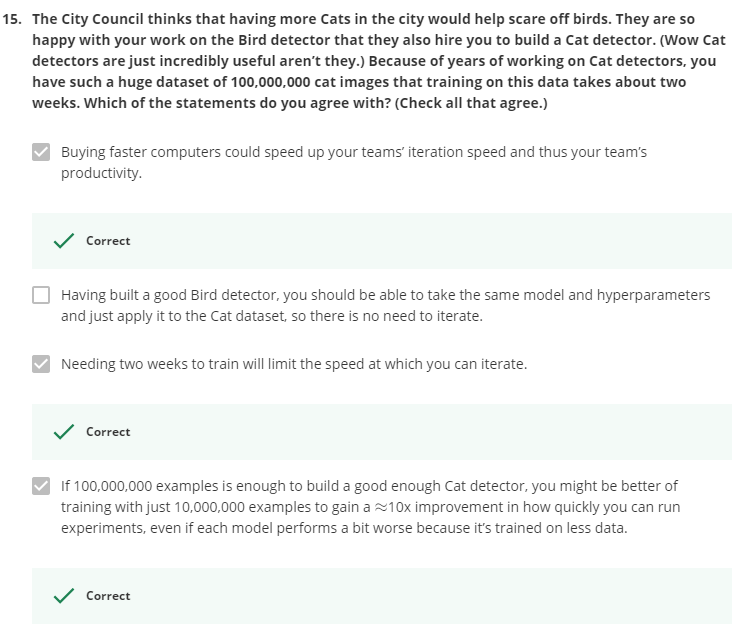 15. The City Council thinks that having more Cats in the city would help scare off birds. They are so
happy with your work on the Bird detector that they also hire you to build a Cat detector. (Wow Cat
detectors are just incredibly useful aren’t they.) Because of years of working on Cat detectors, you
have such a huge dataset of 100,000,000 cat images that training on this data takes about two
weeks. Which of the statements do you agree with? (Check all that agree.)
Buying faster computers could speed up your teams’ iteration speed and thus your team’s
productivity.
Correct
Having built a good Bird detector, you should be able to take the same model and hyperparameters
and just apply it to the Cat dataset, so there is no need to iterate.
Needing two weeks to train will limit the speed at which you can iterate.
Correct
If 100,000,000 examples is enough to build a good enough Cat detector, you might be better of
training with just 10,000,000 examples to gain a ≈10x improvement in how quickly you can run
experiments, even if each model performs a bit worse because it’s trained on less data.
Correct